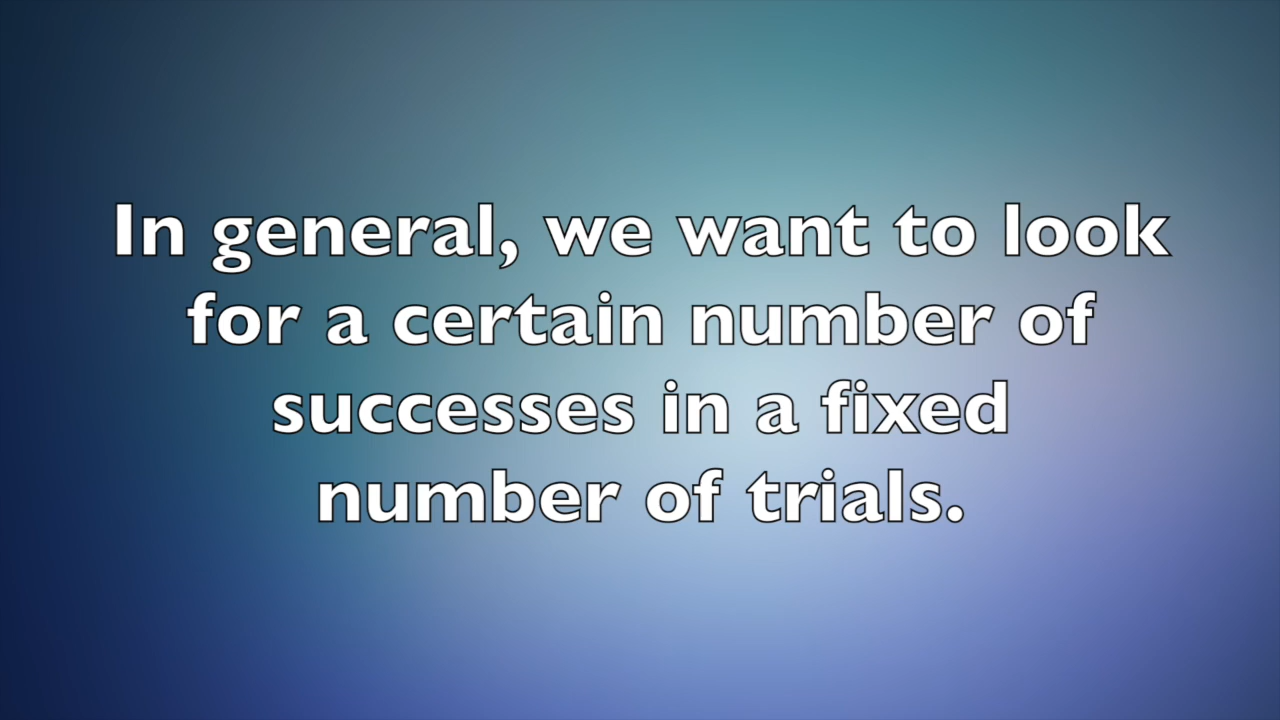 In general, we want to look
for a certain number of
successes in a fixed
number of trials.